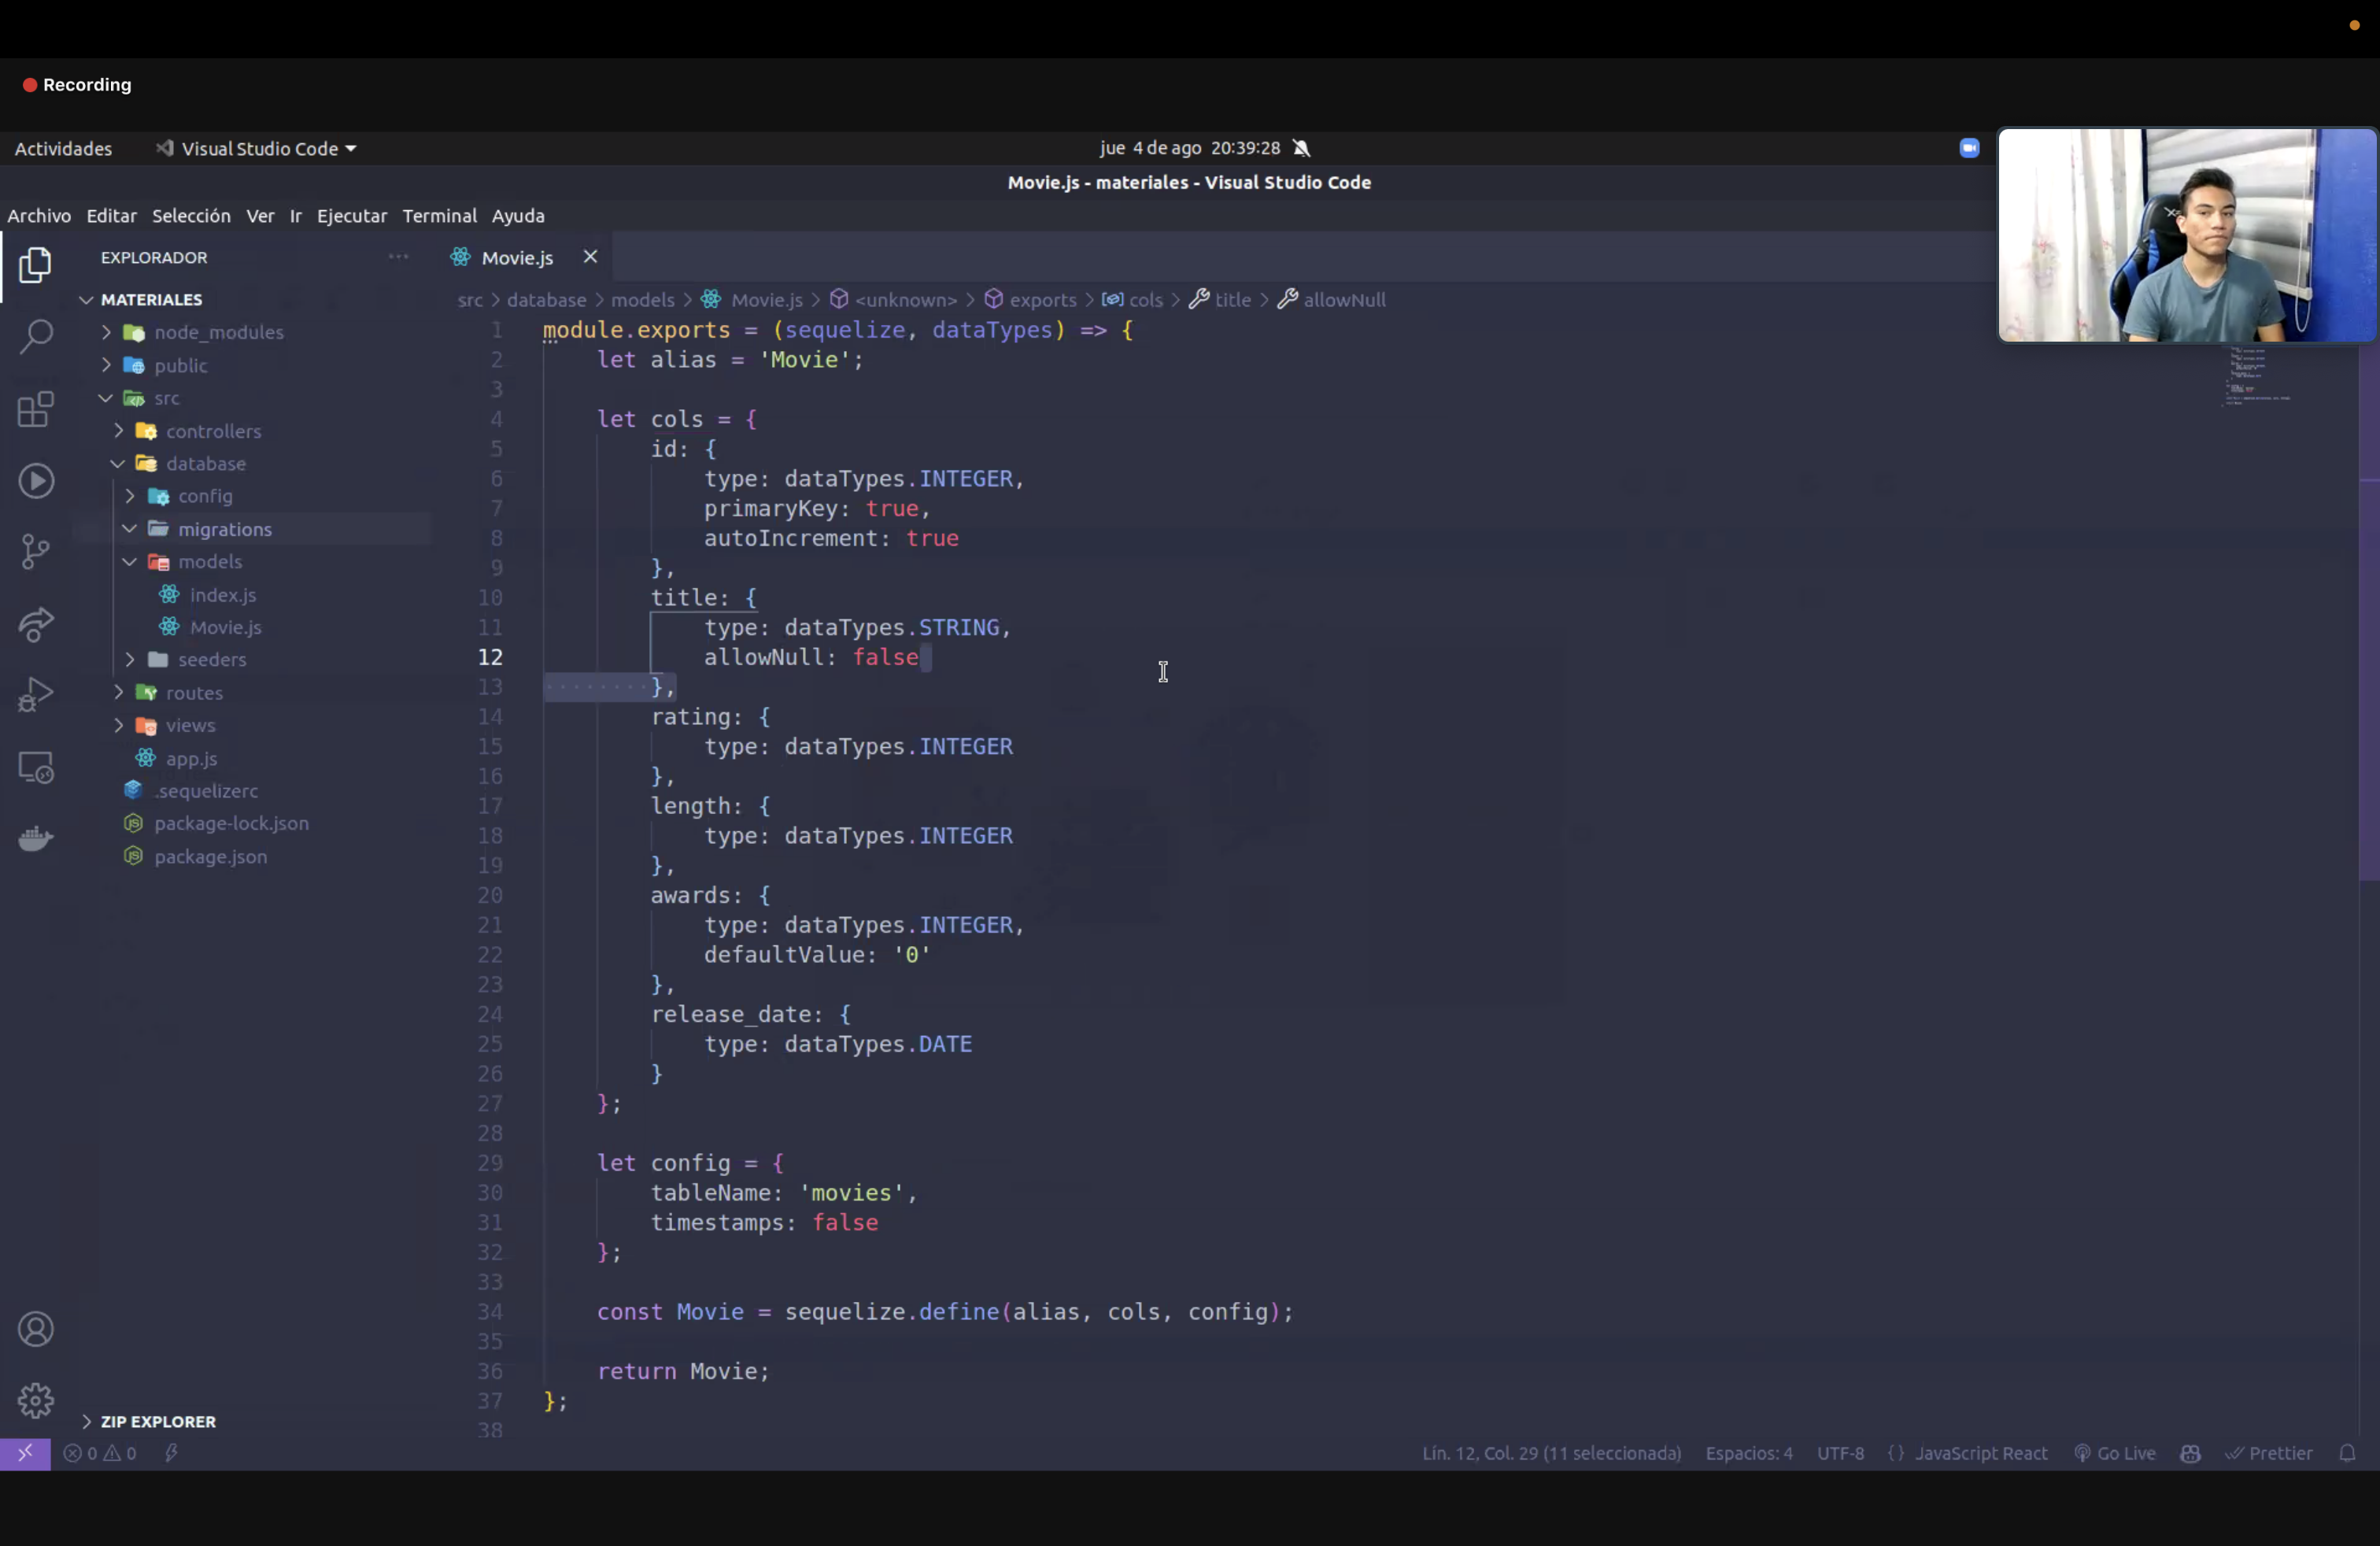 Recording
Actividades Visual Studio Code jue 4 de ago 20:39:28
Movie.js - materiales - Visual Studio Code
Archivo Editar Selección Ver Ir Ejecutar Terminal Ayuda
EXPLORADOR ···
MATERIALES
node_modules
public
src
controllers
database
config
migrations
models
index.js
Movie.js
seeders
routes
views
app.js
.sequelizerc
package-lock.json
package.json
ZIP EXPLORER
Movie.js
src > database > models > Movie.js > <unknown> > exports > cols > title > allowNull
1 module.exports = (sequelize, dataTypes) => {
2     let alias = 'Movie';
3
4     let cols = {
5         id: {
6             type: dataTypes.INTEGER,
7             primaryKey: true,
8             autoIncrement: true
9         },
10         title: {
11             type: dataTypes.STRING,
12             allowNull: false
13         },
14         rating: {
15             type: dataTypes.INTEGER
16         },
17         length: {
18             type: dataTypes.INTEGER
19         },
20         awards: {
21             type: dataTypes.INTEGER,
22             defaultValue: '0'
23         },
24         release_date: {
25             type: dataTypes.DATE
26         }
27     };
28
29     let config = {
30         tableName: 'movies',
31         timestamps: false
32     };
33
34     const Movie = sequelize.define(alias, cols, config);
35
36     return Movie;
37 };
38
0 0 Lín. 12, Col. 29 (11 seleccionada) Espacios: 4 UTF-8 {} JavaScript React Go Live Prettier